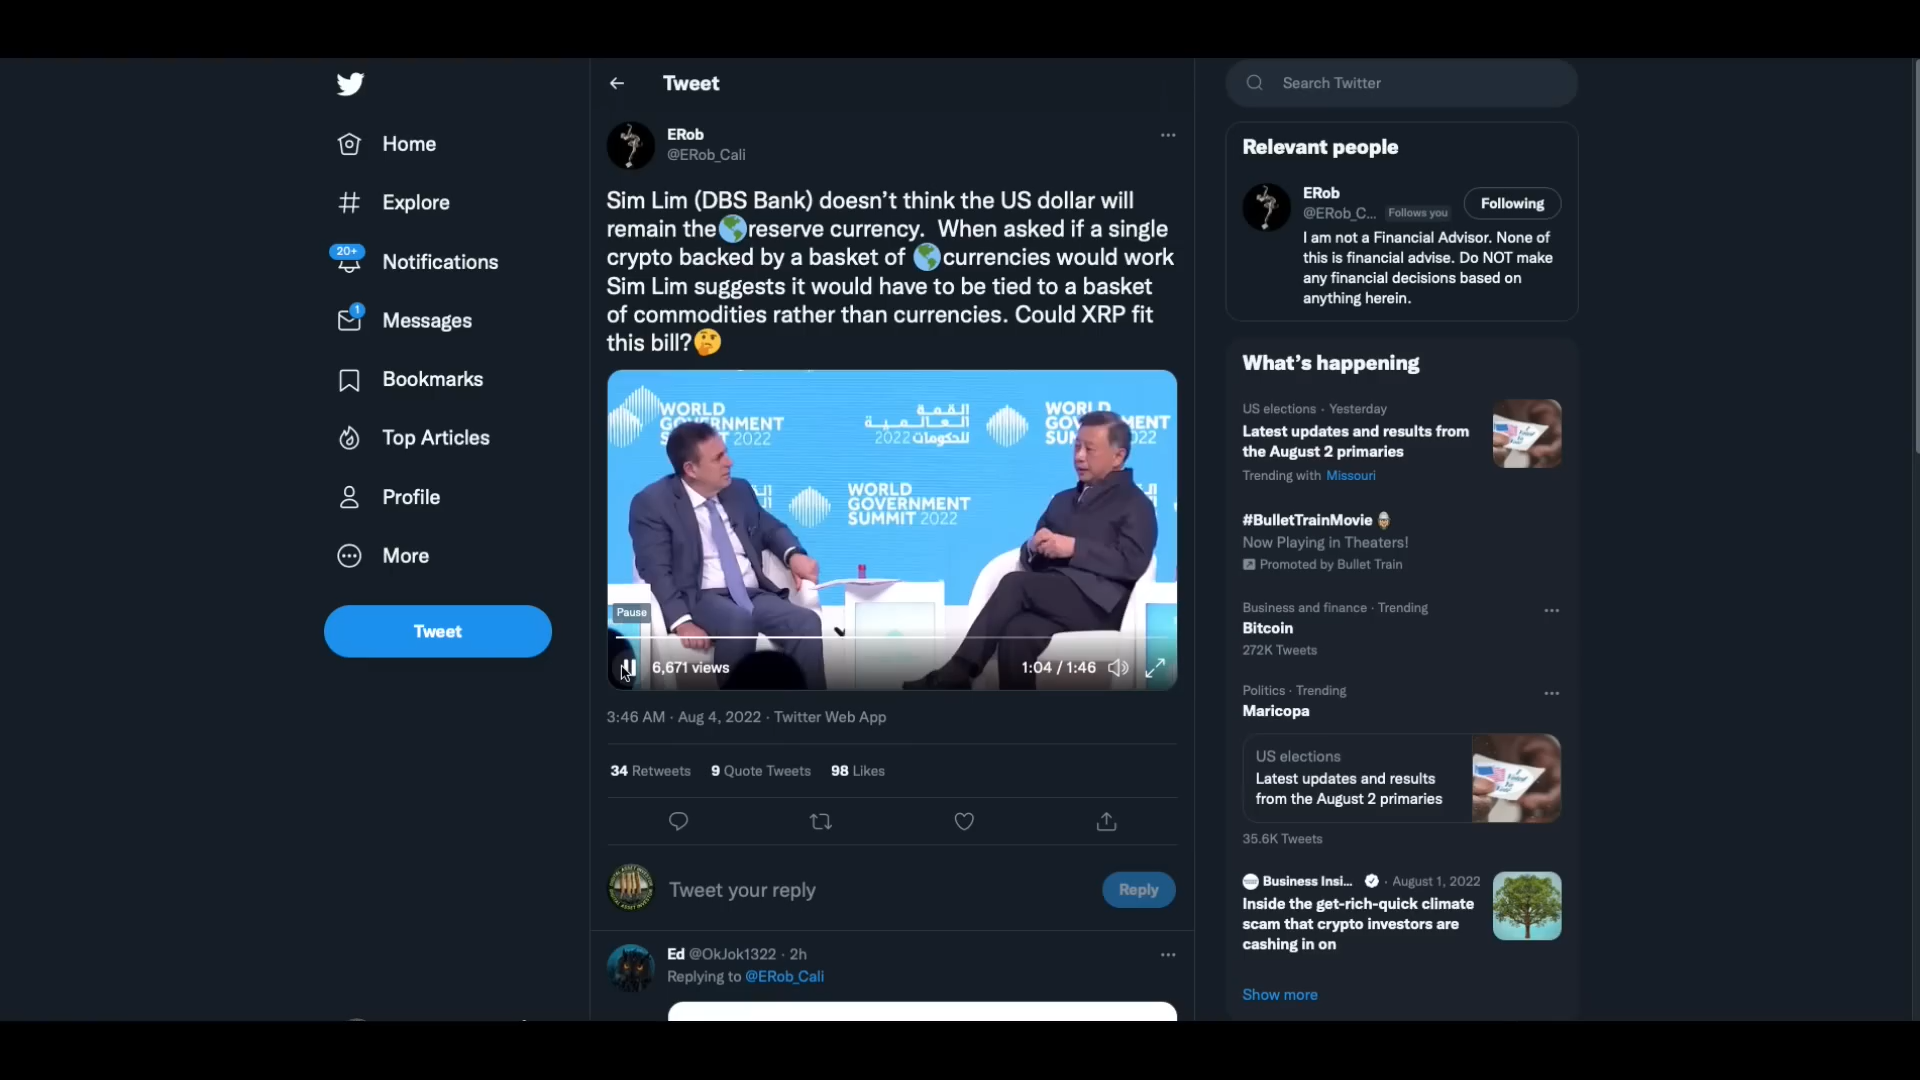 Tweet
Search Twitter
Home
Explore
20+
Notifications
1
Messages
Bookmarks
Top Articles
Profile
More
Tweet
ERob
@ERob_Cali
Sim Lim (DBS Bank) doesn’t think the US dollar will
remain the🌎reserve currency. When asked if a single
crypto backed by a basket of 🌎currencies would work
Sim Lim suggests it would have to be tied to a basket
of commodities rather than currencies. Could XRP fit
this bill?🤔
WORLD
GOVERNMENT
SUMMIT 2022
القمة
العالمية
للحكومات 2022
WORLD
GOVERNMENT
SUMMIT 2022
Pause
6,671 views
1:04 / 1:46
3:46 AM · Aug 4, 2022 · Twitter Web App
34 Retweets 9 Quote Tweets 98 Likes
Tweet your reply
Reply
Ed @OkJok1322 · 2h
Replying to @ERob_Cali
Relevant people
ERob
@ERob_C... Follows you
Following
I am not a Financial Advisor. None of
this is financial advise. Do NOT make
any financial decisions based on
anything herein.
What’s happening
US elections · Yesterday
Latest updates and results from
the August 2 primaries
Trending with Missouri
#BulletTrainMovie
Now Playing in Theaters!
Promoted by Bullet Train
Business and finance · Trending
Bitcoin
272K Tweets
Politics · Trending
Maricopa
US elections
Latest updates and results
from the August 2 primaries
35.6K Tweets
Business Insi... · August 1, 2022
Inside the get-rich-quick climate
scam that crypto investors are
cashing in on
Show more